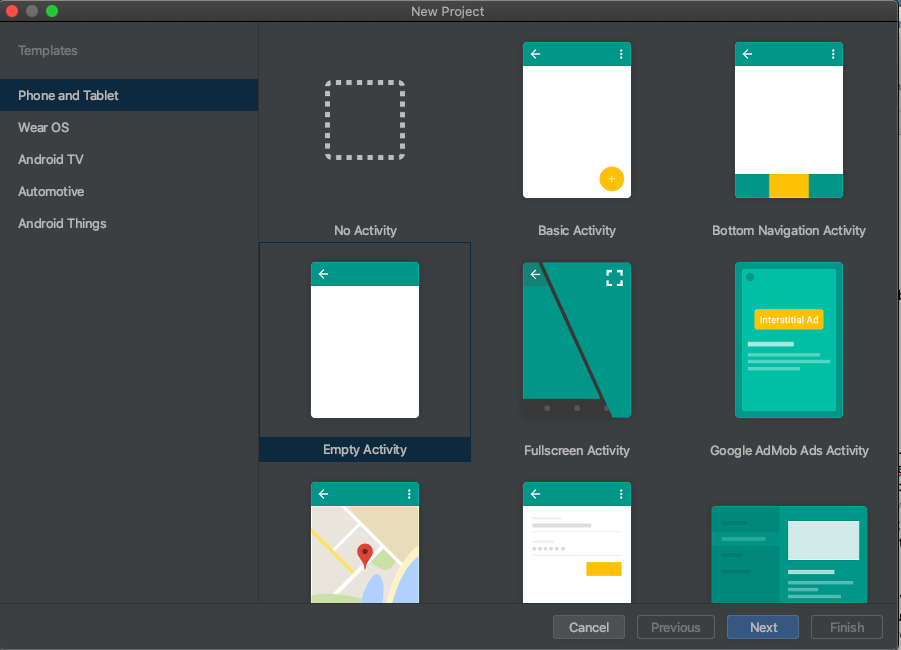 New Project
Templates
Phone and Tablet
Wear OS
Android TV
Automotive
Android Things
No Activity
Basic Activity
Bottom Navigation Activity
Interstitial Ad
Empty Activity
Fullscreen Activity
Google AdMob Ads Activity
Cancel
Previous
Next
Finish